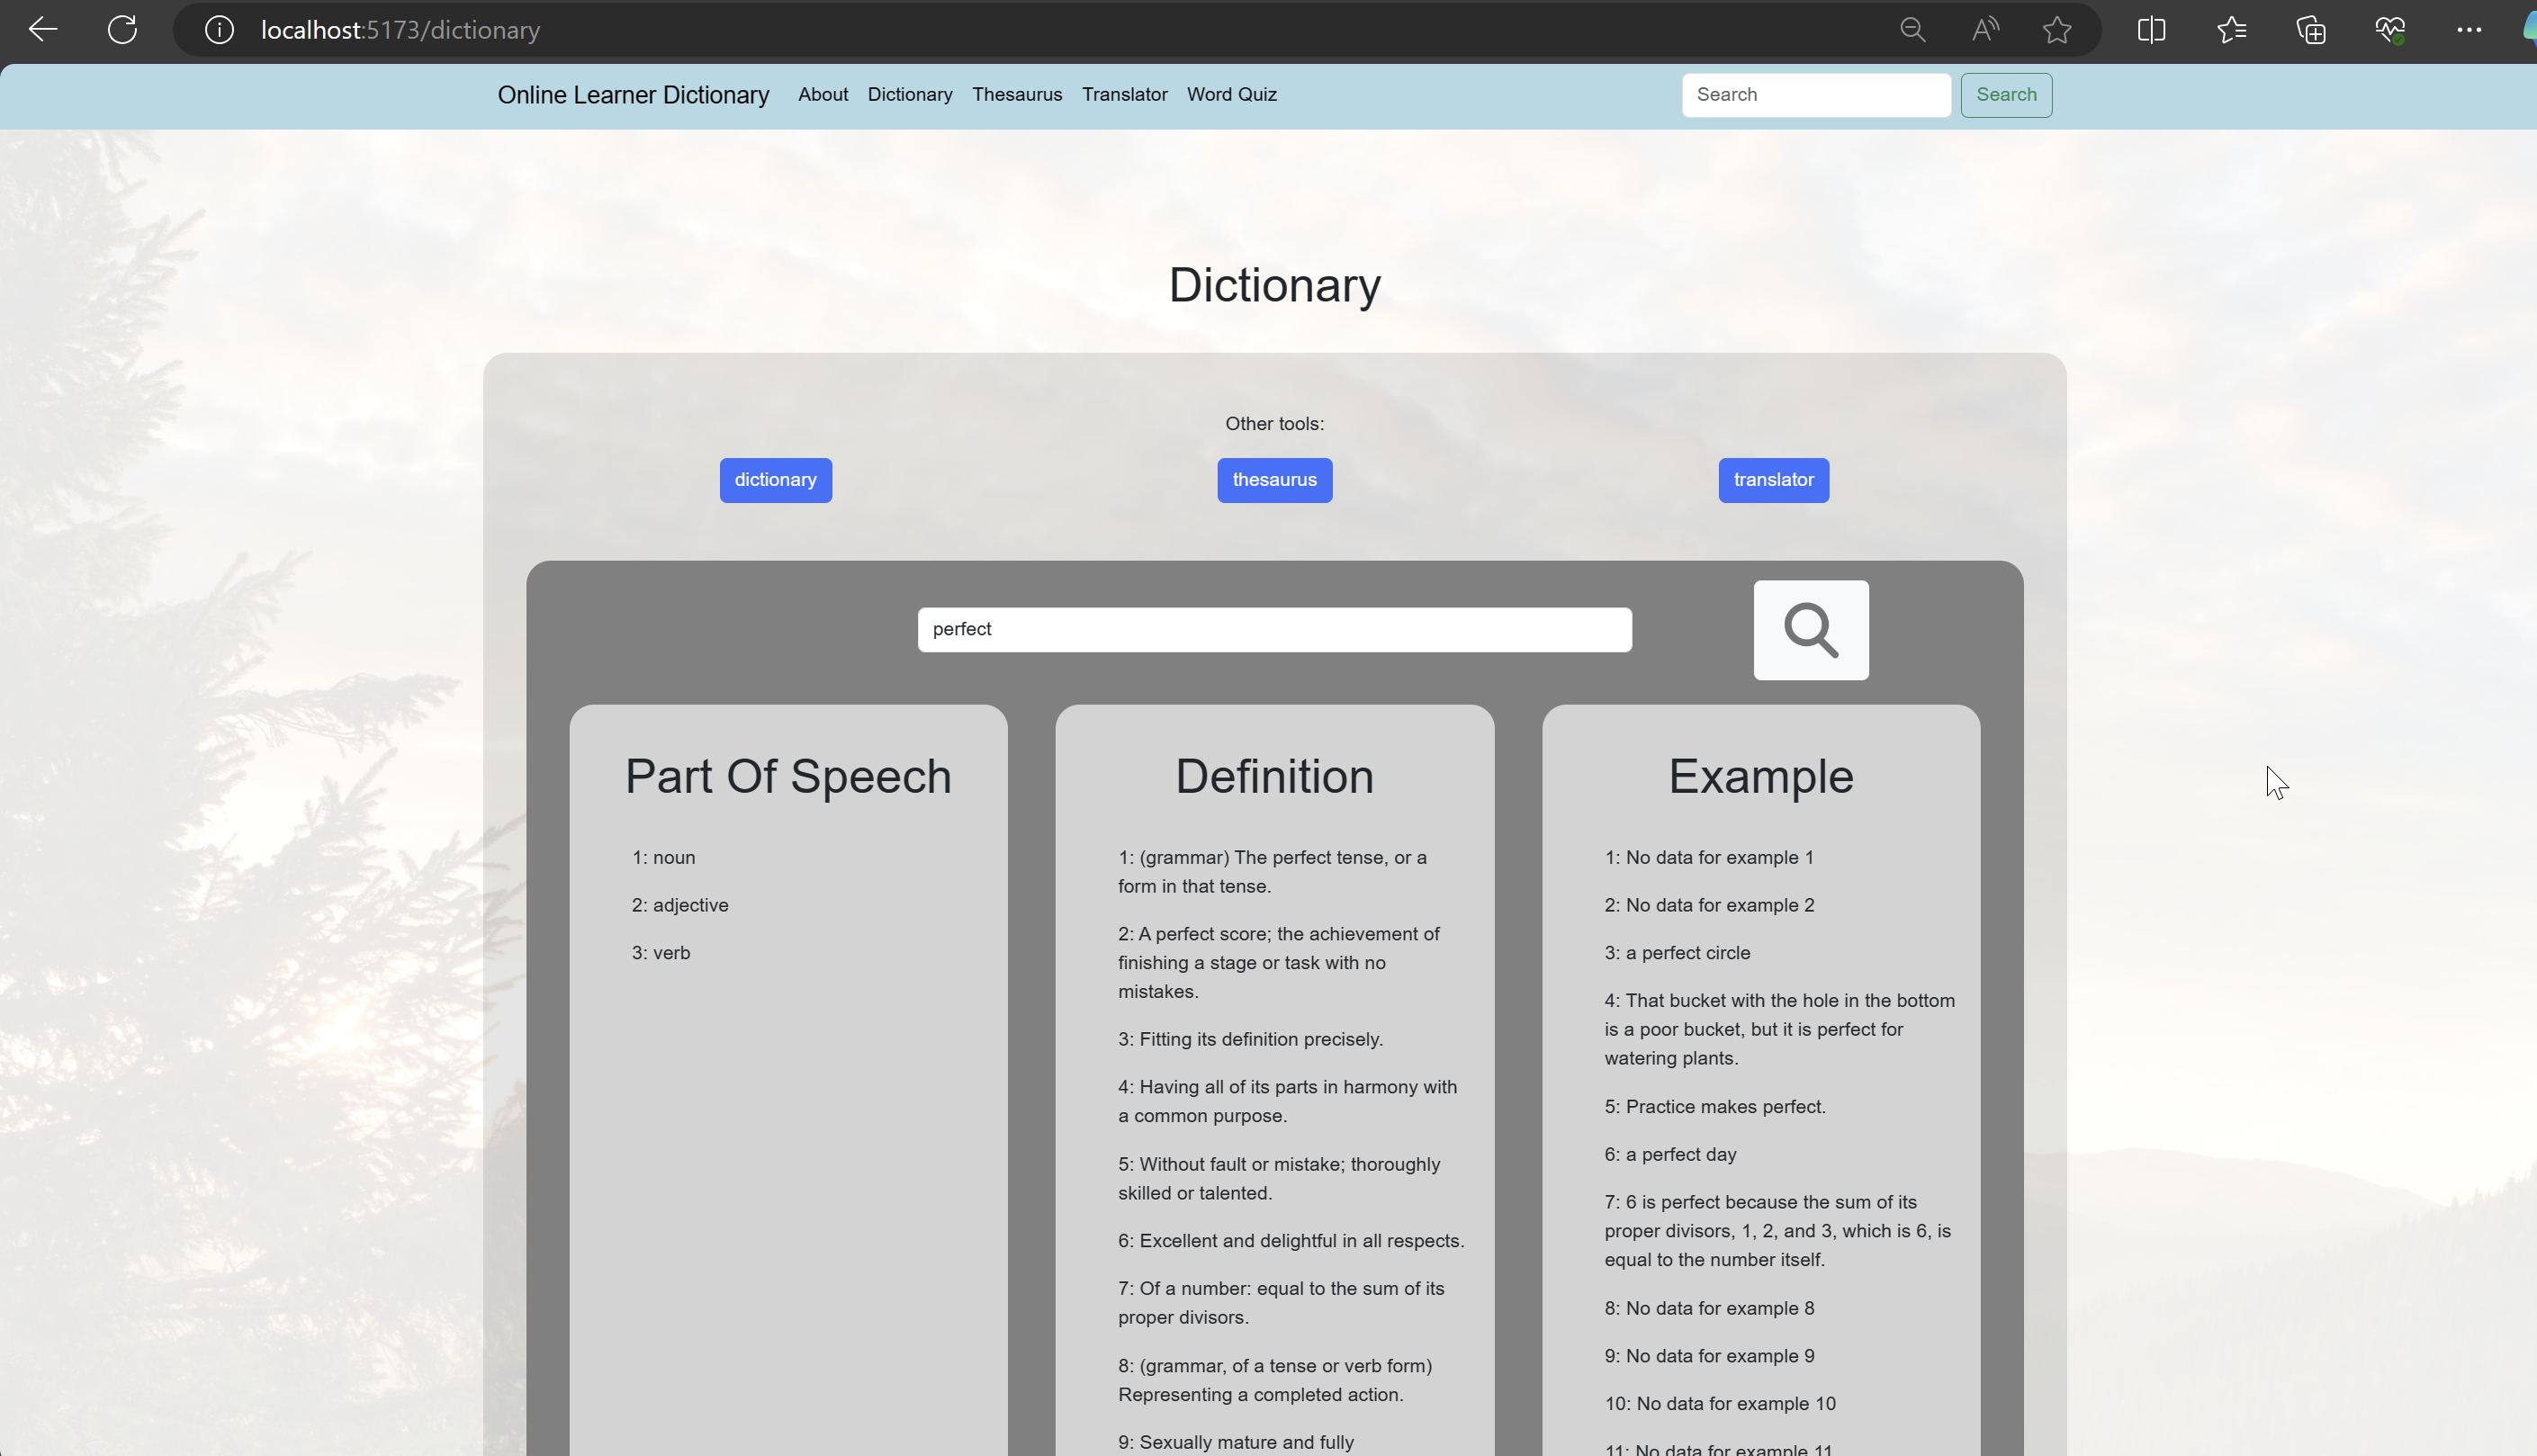 localhost:5173/dictionary
Online Learner Dictionary About Dictionary Thesaurus Translator Word Quiz Search Search
Dictionary
Other tools:
dictionary thesaurus translator
perfect
Part Of Speech
1: noun
2: adjective
3: verb
Definition
1: (grammar) The perfect tense, or a
form in that tense.
2: A perfect score; the achievement of
finishing a stage or task with no
mistakes.
3: Fitting its definition precisely.
4: Having all of its parts in harmony with
a common purpose.
5: Without fault or mistake; thoroughly
skilled or talented.
6: Excellent and delightful in all respects.
7: Of a number: equal to the sum of its
proper divisors.
8: (grammar, of a tense or verb form)
Representing a completed action.
9: Sexually mature and fully
Example
1: No data for example 1
2: No data for example 2
3: a perfect circle
4: That bucket with the hole in the bottom
is a poor bucket, but it is perfect for
watering plants.
5: Practice makes perfect.
6: a perfect day
7: 6 is perfect because the sum of its
proper divisors, 1, 2, and 3, which is 6, is
equal to the number itself.
8: No data for example 8
9: No data for example 9
10: No data for example 10
11: No data for example 11